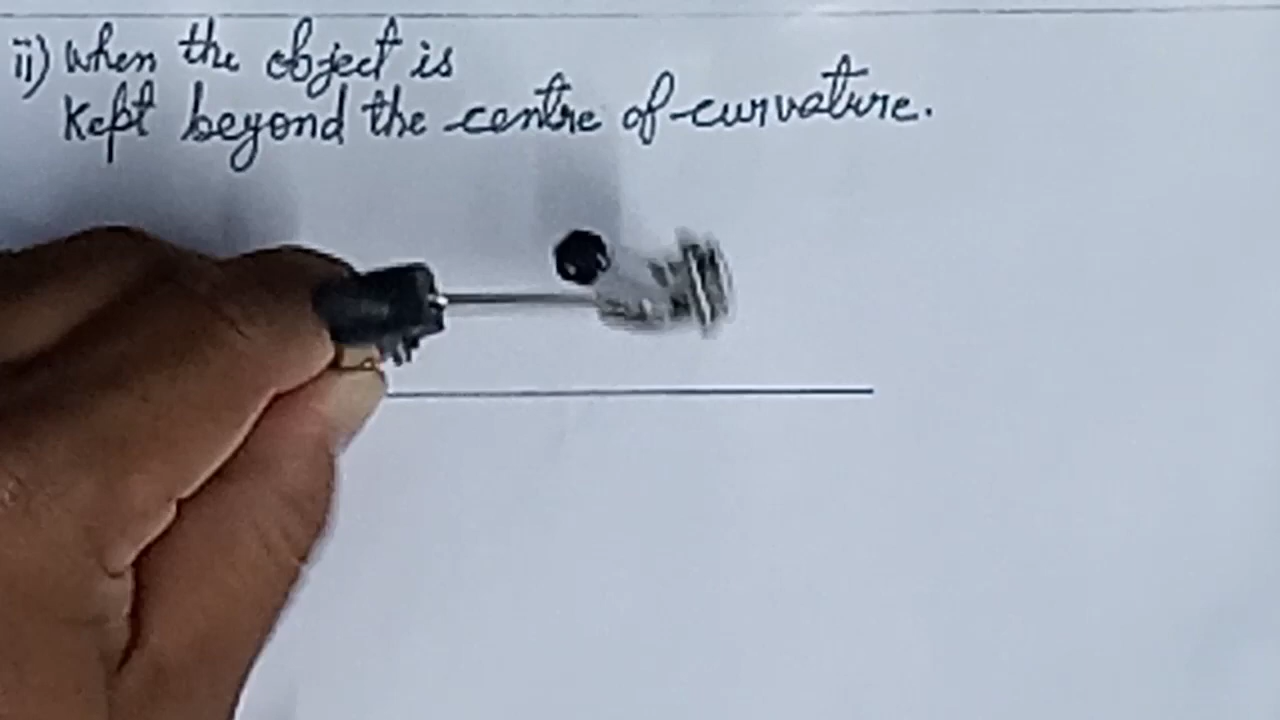 ii) when the object is
kept beyond the centre of curvature.